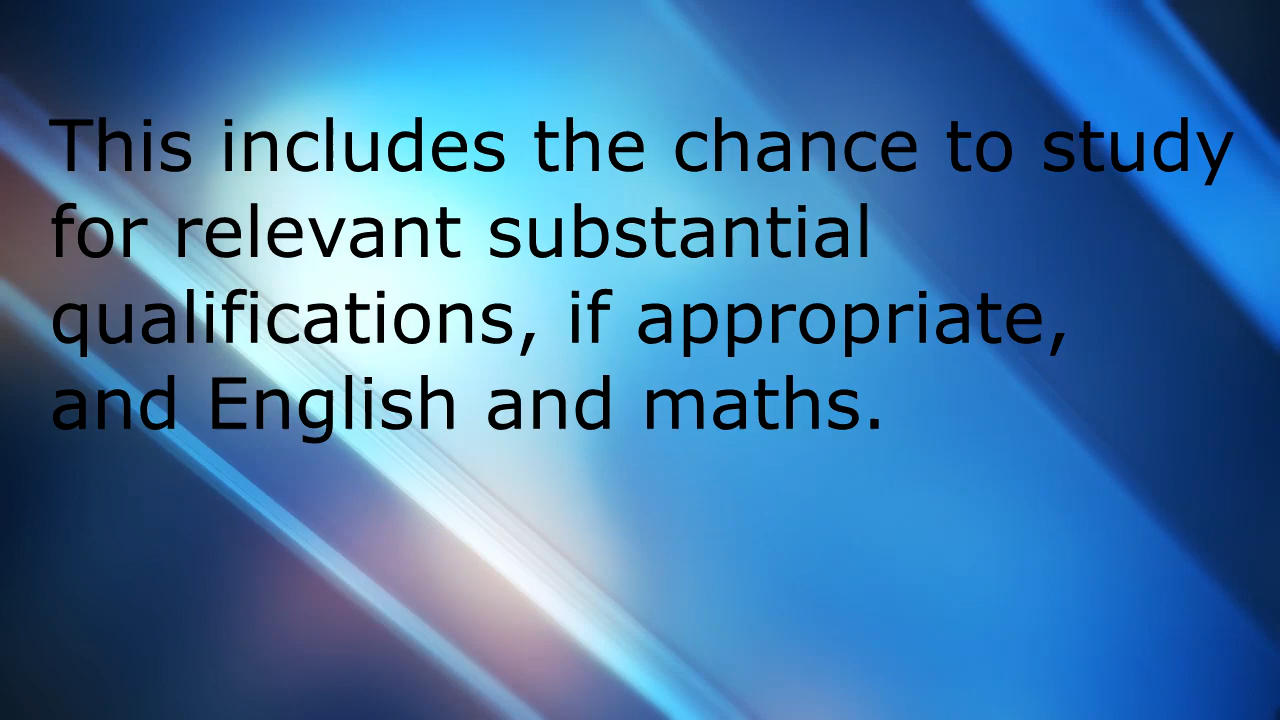 This includes the chance to study
for relevant substantial
qualifications, if appropriate,
and English and maths.